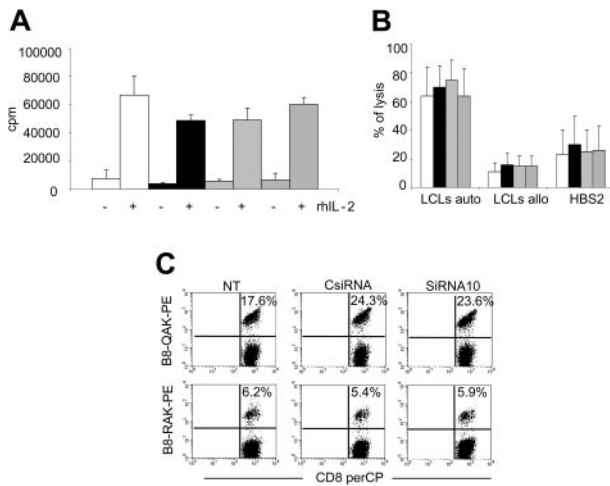 A
B
100000
80000
60000
40000
20000
0
cpm
- + - + - + - + rhIL-2
100
80
60
40
20
0
% of lysis
LCLs auto LCLs allo HBS2
C
NT CsiRNA SiRNA10
B8-QAK-PE
17.6% 24.3% 23.6%
B8-RAK-PE
6.2% 5.4% 5.9%
CD8 perCP